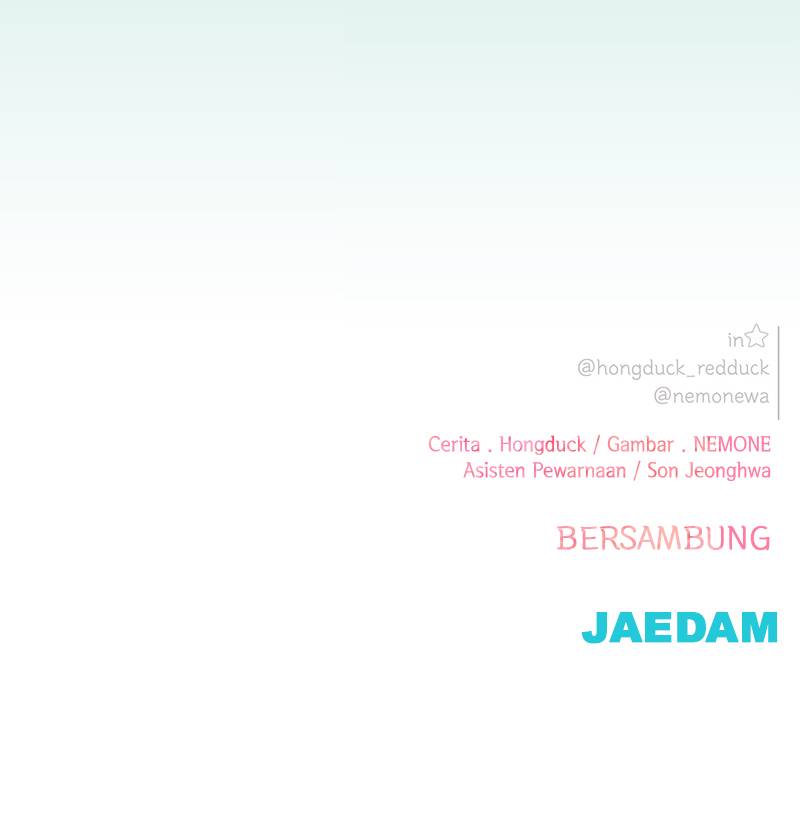 in☆
@hongduck_redduck
@nemonewa
Cerita . Hongduck / Gambar . NEMONE
Asisten Pewarnaan / Son Jeonghwa
BERSAMBUNG
JAEDAM